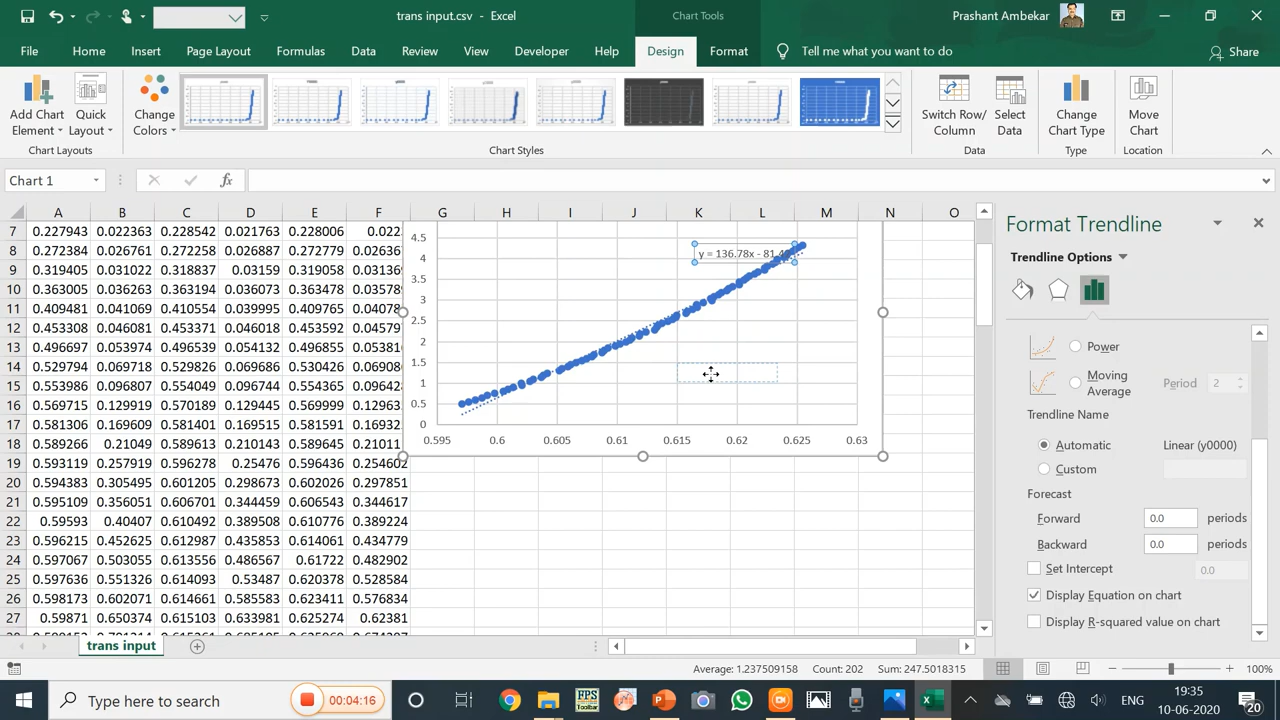 trans input.csv - Excel
Chart Tools
Prashant Ambekar
File Home Insert Page Layout Formulas Data Review View Developer Help Design Format Tell me what you want to do Share
Add Chart Element
Quick Layout
Change Colors
Switch Row/ Column
Select Data
Change Chart Type
Move Chart
Chart Layouts Chart Styles Data Type Location
Chart 1 fx
A B C D E F G H I J K L M N O
7 0.227943 0.022363 0.228542 0.021763 0.228006
8 0.272384 0.026761 0.272258 0.026887 0.272779
9 0.319405 0.031022 0.318837 0.03159 0.319058
10 0.363005 0.036262 0.363194 0.036073 0.363478
11 0.409481 0.041069 0.410554 0.039995 0.409765
12 0.453308 0.046081 0.453371 0.046018 0.453592
13 0.496697 0.053974 0.496539 0.054132 0.496855
14 0.529794 0.068718 0.529826 0.069686 0.530426
15 0.553986 0.096807 0.554049 0.096744 0.554365
16 0.569715 0.129919 0.570189 0.129445 0.569999
17 0.581306 0.169609 0.581401 0.169515 0.581591
18 0.589266 0.21049 0.589613 0.210143 0.589645
19 0.593119 0.257919 0.596278 0.25476 0.596436 0.254602
20 0.594383 0.305495 0.601205 0.298673 0.602026 0.297851
21 0.595109 0.356051 0.606701 0.344459 0.606543 0.344617
22 0.59593 0.40407 0.610492 0.389508 0.610776 0.389224
23 0.596215 0.452625 0.612987 0.435853 0.614061 0.434779
24 0.597067 0.503055 0.613556 0.486567 0.61722 0.482902
25 0.597636 0.551326 0.614093 0.53487 0.620378 0.528584
26 0.598173 0.602071 0.614661 0.585583 0.623411 0.576834
27 0.59871 0.650374 0.615103 0.633981 0.625274 0.62381
4.5
4
3.5
3
2.5
2
1.5
1
0.5
0
0.595 0.6 0.605 0.61 0.615 0.62 0.625 0.63
y = 136.78x - 81.4
Format Trendline
Trendline Options
Power
Moving Average
Period 2
Trendline Name
Automatic Linear (y0000)
Custom
Forecast
Forward 0.0 periods
Backward 0.0 periods
Set Intercept 0.0
Display Equation on chart
Display R-squared value on chart
trans input
Average: 1.237509158 Count: 202 Sum: 247.5018315 100%
Type here to search
00:04:16
ENG
19:35
10-06-2020
20